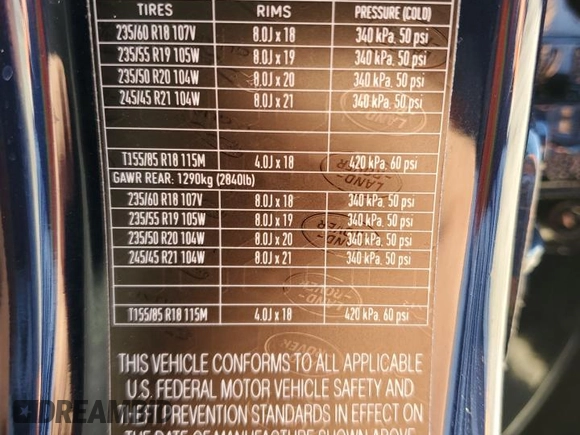 TIRES RIMS PRESSURE (COLD)
235/60 R18 107V 8.0J x 18 340 kPa, 50 psi
235/55 R19 105W 8.0J x 19 340 kPa, 50 psi
235/50 R20 104W 8.0J x 20 340 kPa, 50 psi
245/45 R21 104W 8.0J x 21 340 kPa, 50 psi
T155/85 R18 115M 4.0J x 18 420 kPa, 60 psi
GAWR REAR: 1290kg (2840lb)
235/60 R18 107V 8.0J x 18 340 kPa, 50 psi
235/55 R19 105W 8.0J x 19 340 kPa, 50 psi
235/50 R20 104W 8.0J x 20 340 kPa, 50 psi
245/45 R21 104W 8.0J x 21 340 kPa, 50 psi
T155/85 R18 115M 4.0J x 18 420 kPa, 60 psi
THIS VEHICLE CONFORMS TO ALL APPLICABLE
U.S. FEDERAL MOTOR VEHICLE SAFETY AND
THEFT PREVENTION STANDARDS IN EFFECT ON
THE DATE OF MANUFACTURE SHOWN ABOVE